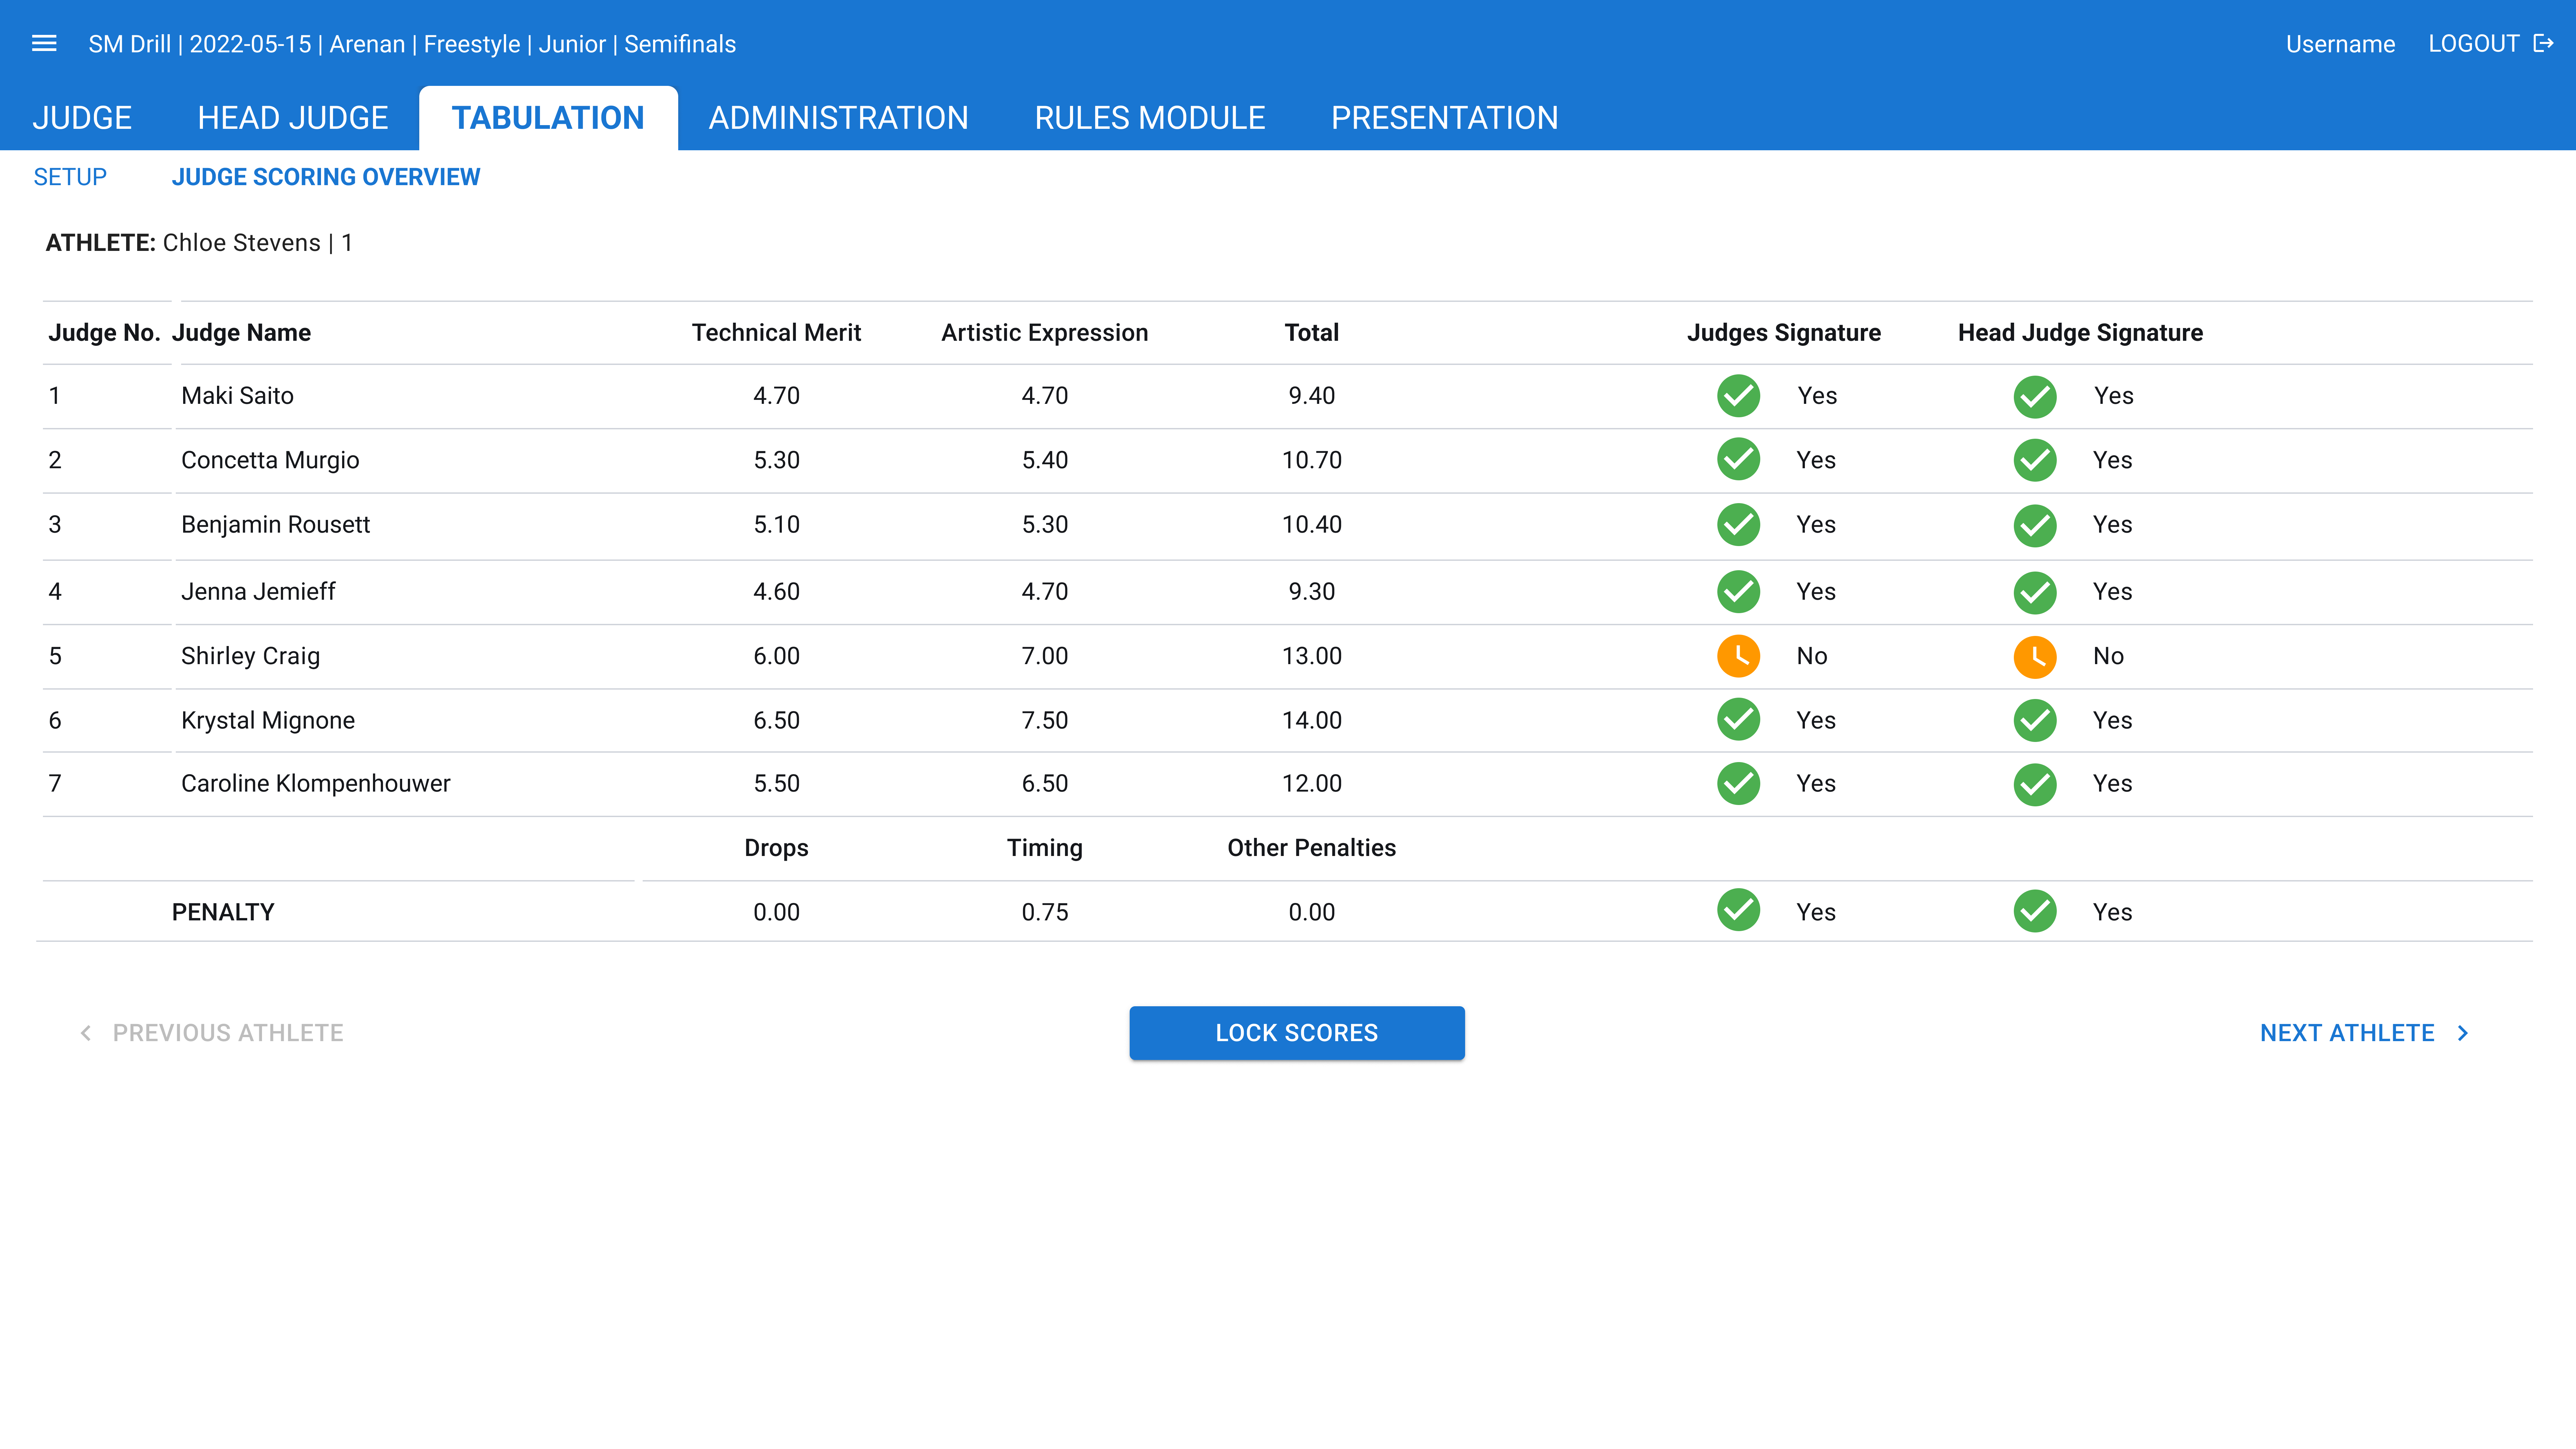 SM Drill | 2022-05-15 | Arenan | Freestyle | Junior | Semifinals Username LOGOUT
JUDGE HEAD JUDGE TABULATION ADMINISTRATION RULES MODULE PRESENTATION
SETUP JUDGE SCORING OVERVIEW
ATHLETE: Chloe Stevens | 1
Judge No. Judge Name Technical Merit Artistic Expression Total Judges Signature Head Judge Signature
1 Maki Saito 4.70 4.70 9.40 Yes Yes
2 Concetta Murgio 5.30 5.40 10.70 Yes Yes
3 Benjamin Rousett 5.10 5.30 10.40 Yes Yes
4 Jenna Jemieff 4.60 4.70 9.30 Yes Yes
5 Shirley Craig 6.00 7.00 13.00 No No
6 Krystal Mignone 6.50 7.50 14.00 Yes Yes
7 Caroline Klompenhouwer 5.50 6.50 12.00 Yes Yes
Drops Timing Other Penalties
PENALTY 0.00 0.75 0.00 Yes Yes
PREVIOUS ATHLETE LOCK SCORES NEXT ATHLETE